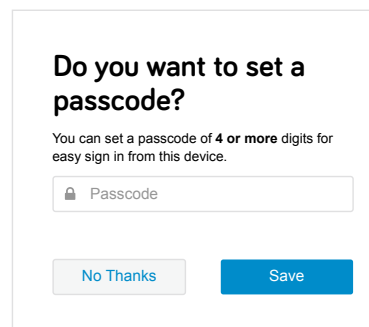 Do you want to set a
passcode?
You can set a passcode of 4 or more digits for
easy sign in from this device.
Passcode
No Thanks
Save